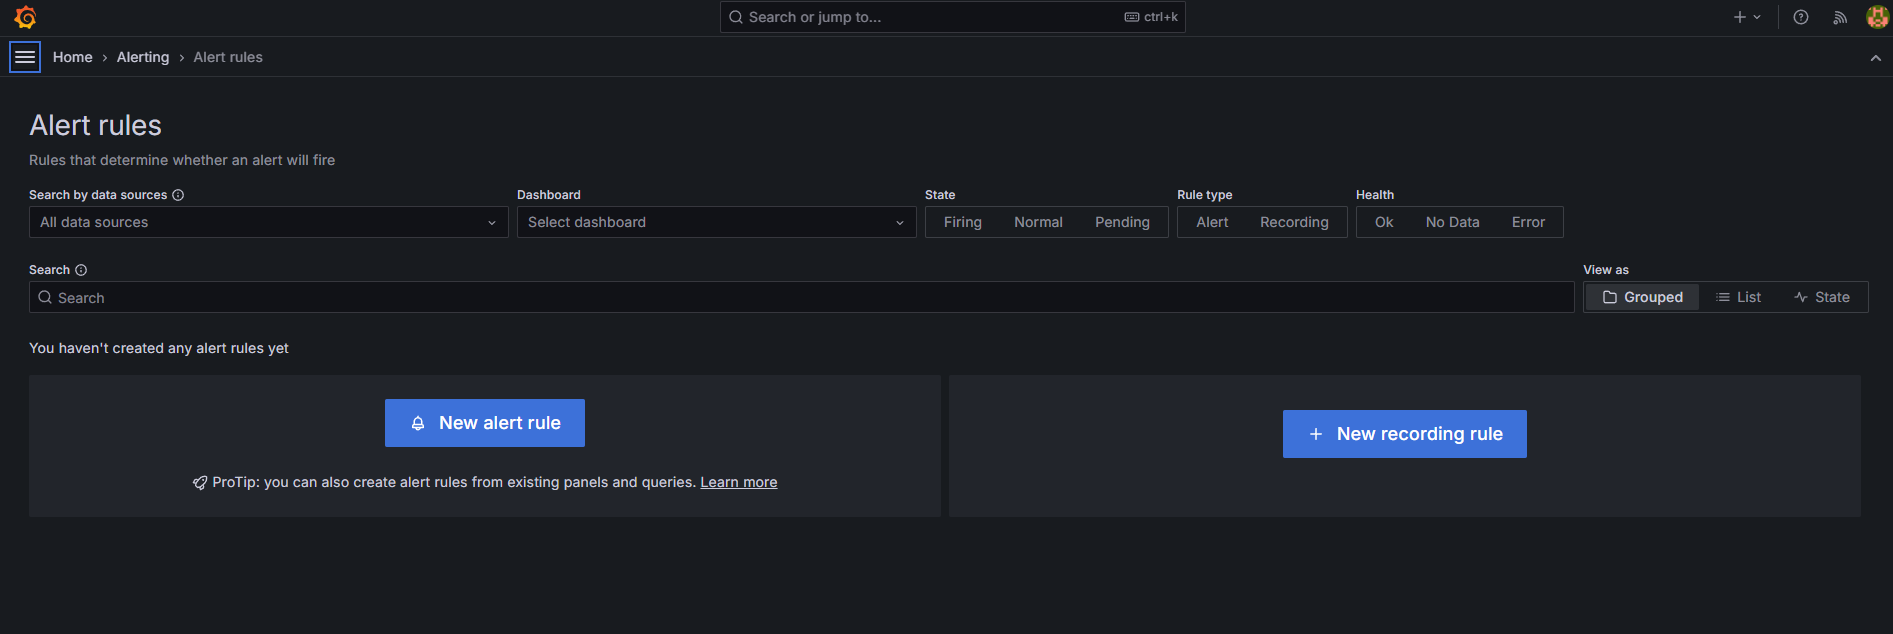 Search or jump to... ctrl+k
Home › Alerting › Alert rules
Alert rules
Rules that determine whether an alert will fire
Search by data sources Dashboard State Rule type Health
All data sources Select dashboard Firing Normal Pending Alert Recording Ok No Data Error
Search View as
Search Grouped List State
You haven't created any alert rules yet
New alert rule
New recording rule
ProTip: you can also create alert rules from existing panels and queries. Learn more